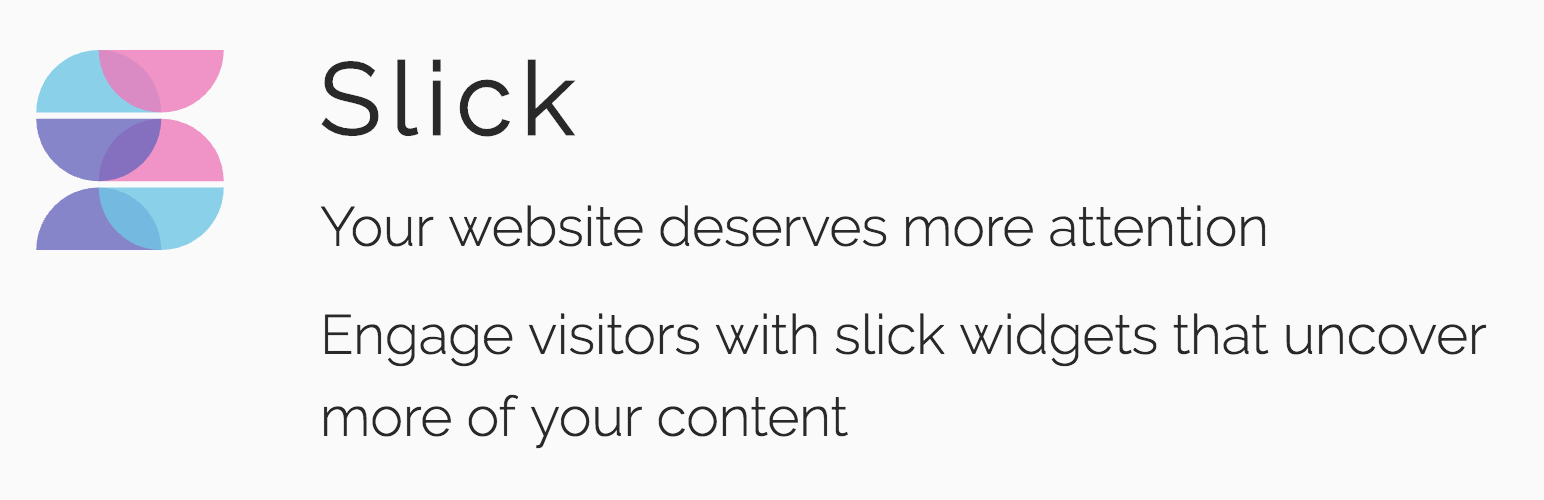 Slick
Your website deserves more attention
Engage visitors with slick widgets that uncover
more of your content